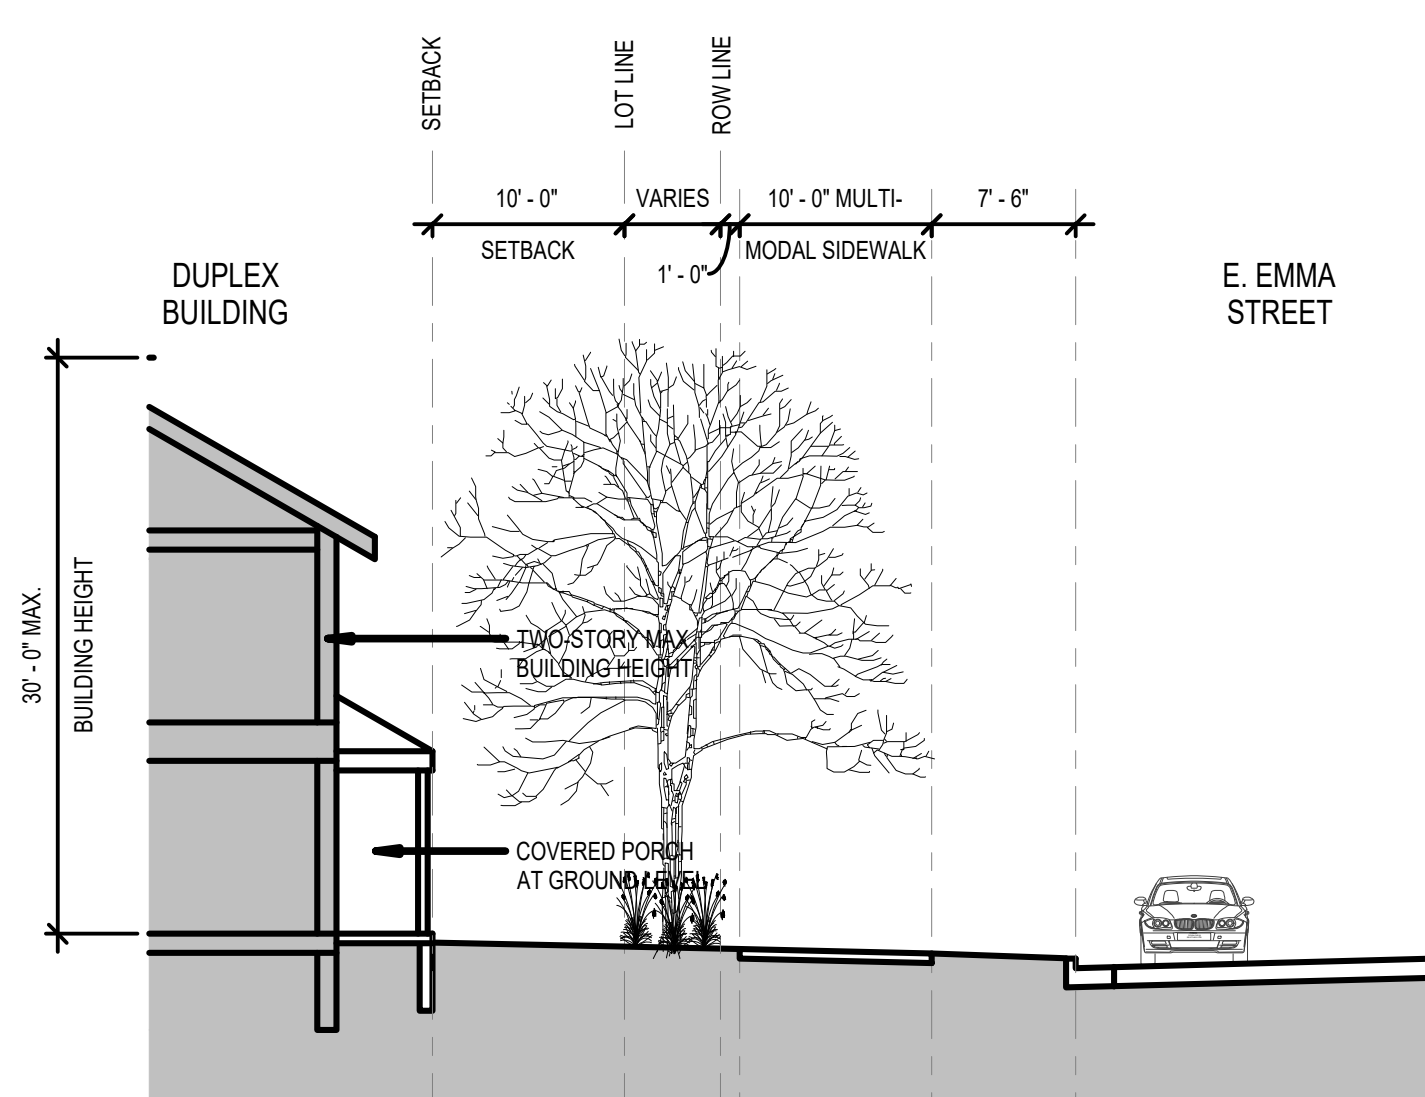 SETBACK
LOT LINE
ROW LINE
10' - 0"
VARIES
10' - 0" MULTI-
7' - 6"
SETBACK
MODAL SIDEWALK
1' - 0"
DUPLEX
BUILDING
E. EMMA
STREET
30' - 0" MAX.
BUILDING HEIGHT
TWO-STORY MAX
BUILDING HEIGHT
COVERED PORCH
AT GROUND LEVEL